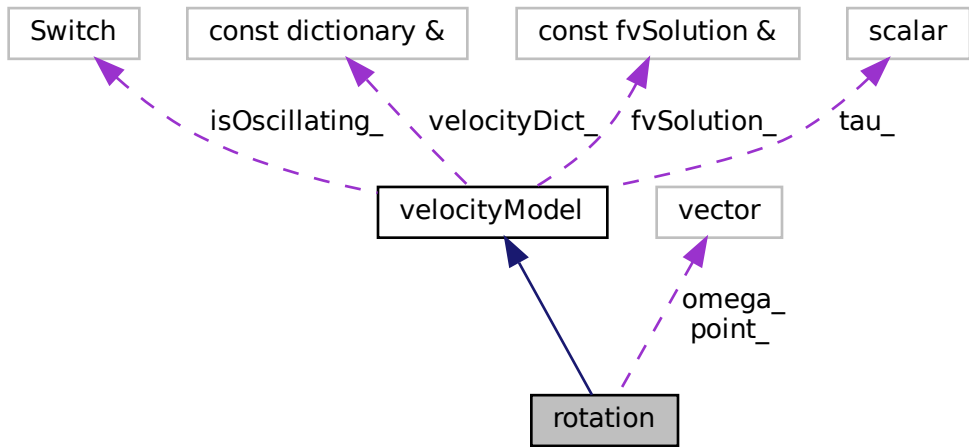 Switch
const dictionary &
const fvSolution &
scalar
isOscillating_
velocityDict_
fvSolution_
tau_
velocityModel
vector
omega_
point_
rotation